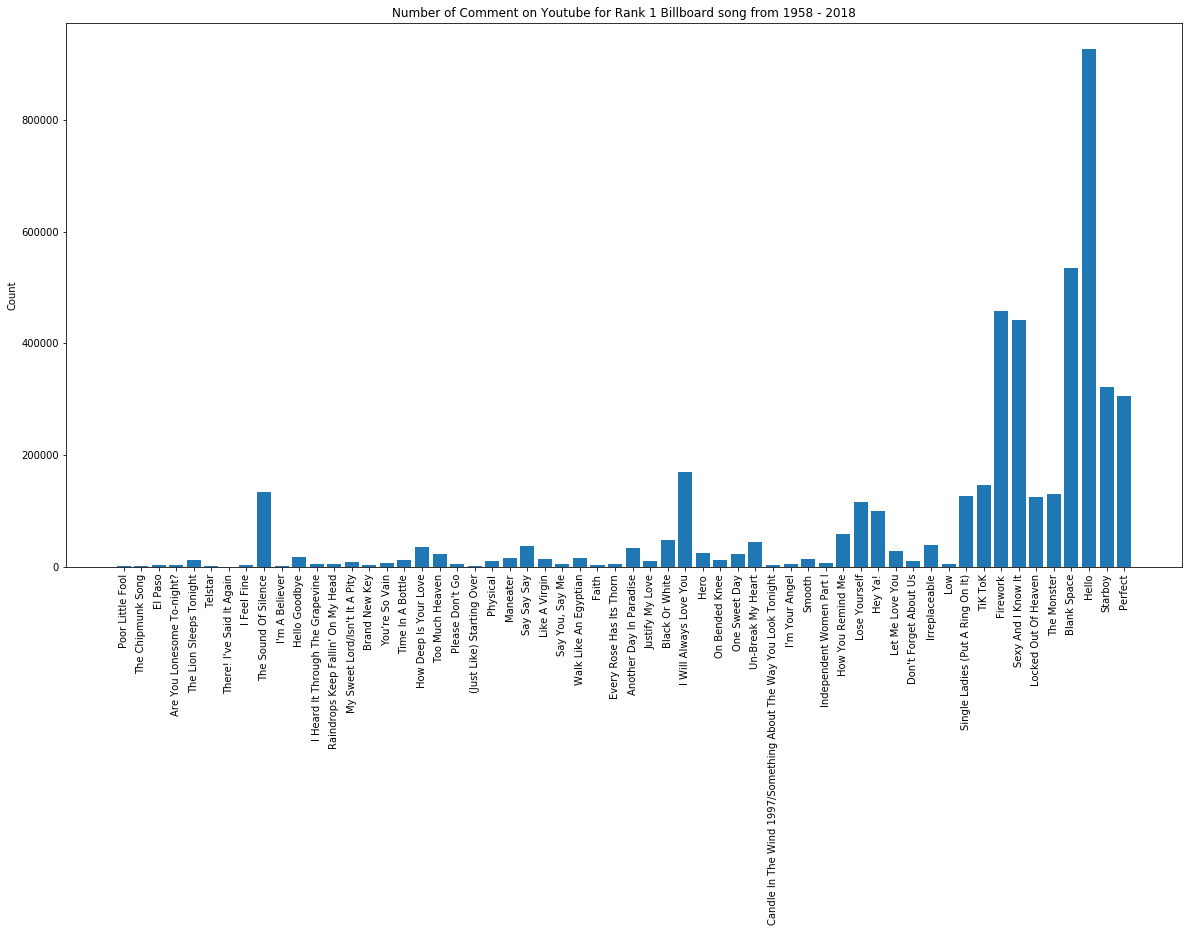 Number of Comment on Youtube for Rank 1 Billboard song from 1958 - 2018
Count
800000
600000
400000
200000
0
Poor Little Fool
The Chipmunk Song
El Paso
Are You Lonesome To-night?
The Lion Sleeps Tonight
Telstar
There! I've Said It Again
I Feel Fine
The Sound Of Silence
I'm A Believer
Hello Goodbye
I Heard It Through The Grapevine
Raindrops Keep Fallin' On My Head
My Sweet Lord/Isn't It A Pity
Brand New Key
You're So Vain
Time In A Bottle
How Deep Is Your Love
Too Much Heaven
Please Don't Go
(Just Like) Starting Over
Physical
Maneater
Say Say Say
Like A Virgin
Say You, Say Me
Walk Like An Egyptian
Faith
Every Rose Has Its Thorn
Another Day In Paradise
Justify My Love
Black Or White
I Will Always Love You
Hero
On Bended Knee
One Sweet Day
Un-Break My Heart
Candle In The Wind 1997/Something About The Way You Look Tonight
I'm Your Angel
Smooth
Independent Women Part I
How You Remind Me
Lose Yourself
Hey Ya!
Let Me Love You
Don't Forget About Us
Irreplaceable
Low
Single Ladies (Put A Ring On It)
TiK ToK
Firework
Sexy And I Know It
Locked Out Of Heaven
The Monster
Blank Space
Hello
Starboy
Perfect